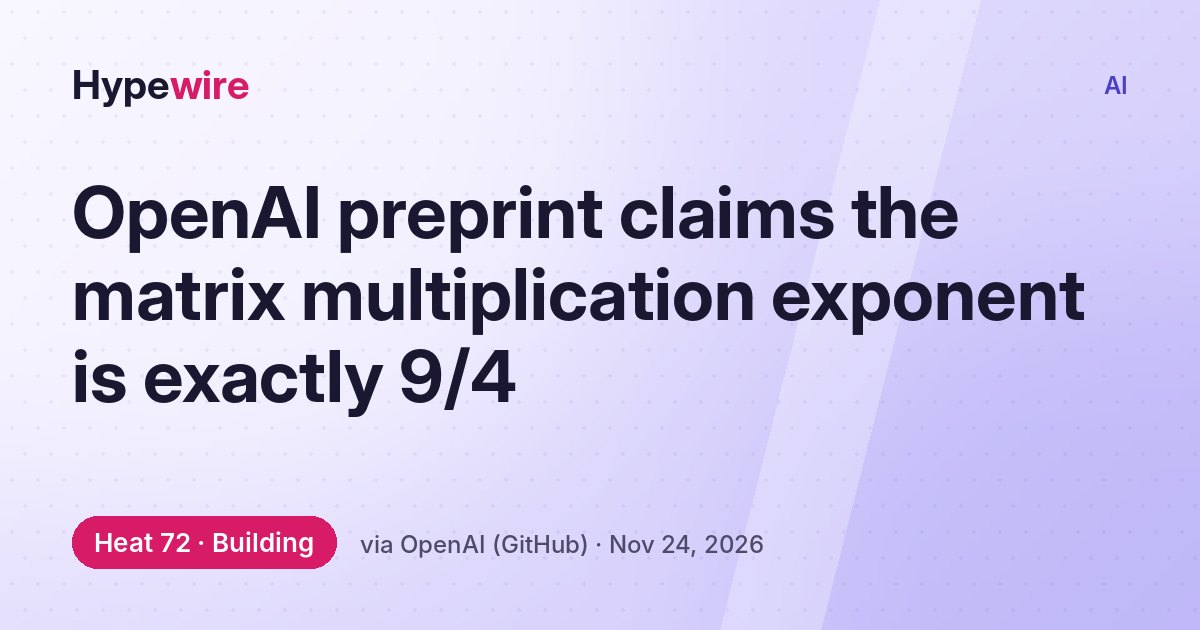 Hypewire
AI
OpenAI preprint claims the
matrix multiplication exponent
is exactly 9/4
Heat 72 · Building
via OpenAI (GitHub) · Nov 24, 2026